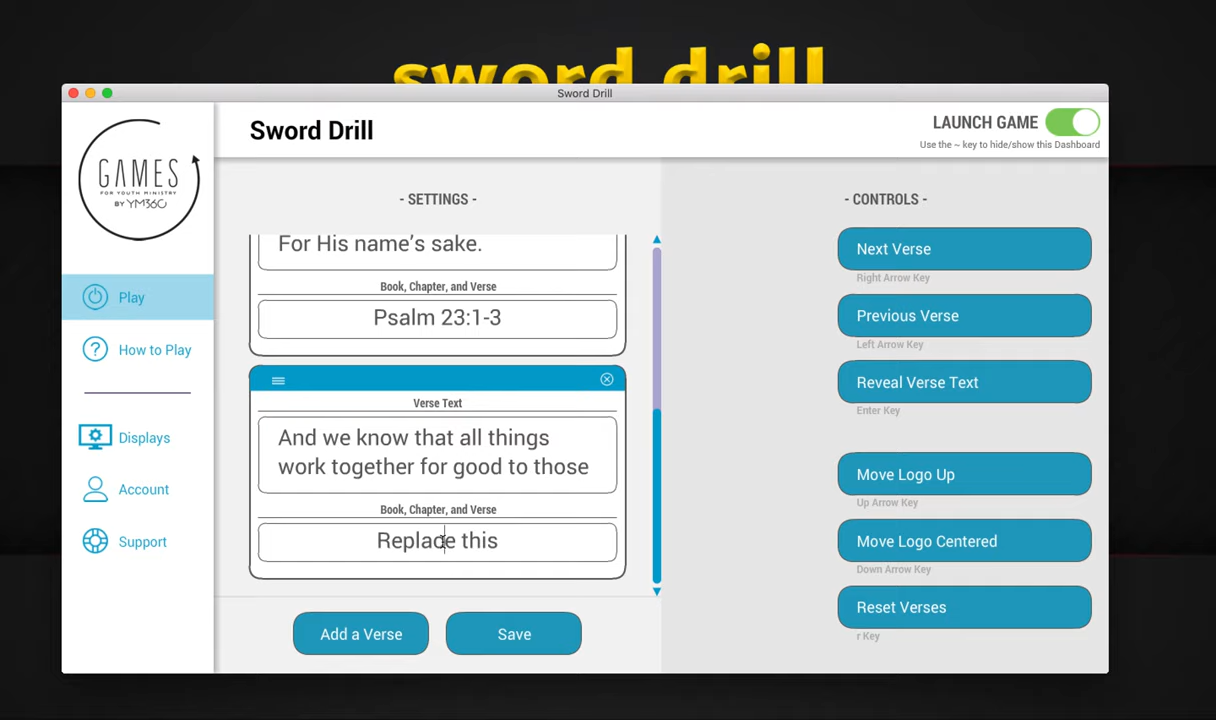 sword drill
Sword Drill
GAMES
FOR YOUTH MINISTRY
BY YM360
Play
How to Play
Displays
Account
Support
Sword Drill
LAUNCH GAME
Use the ~ key to hide/show this Dashboard
- SETTINGS -
For His name’s sake.
Book, Chapter, and Verse
Psalm 23:1-3
Verse Text
And we know that all things
work together for good to those
Book, Chapter, and Verse
Replace this
Add a Verse
Save
- CONTROLS -
Next Verse
Right Arrow Key
Previous Verse
Left Arrow Key
Reveal Verse Text
Enter Key
Move Logo Up
Up Arrow Key
Move Logo Centered
Down Arrow Key
Reset Verses
r Key